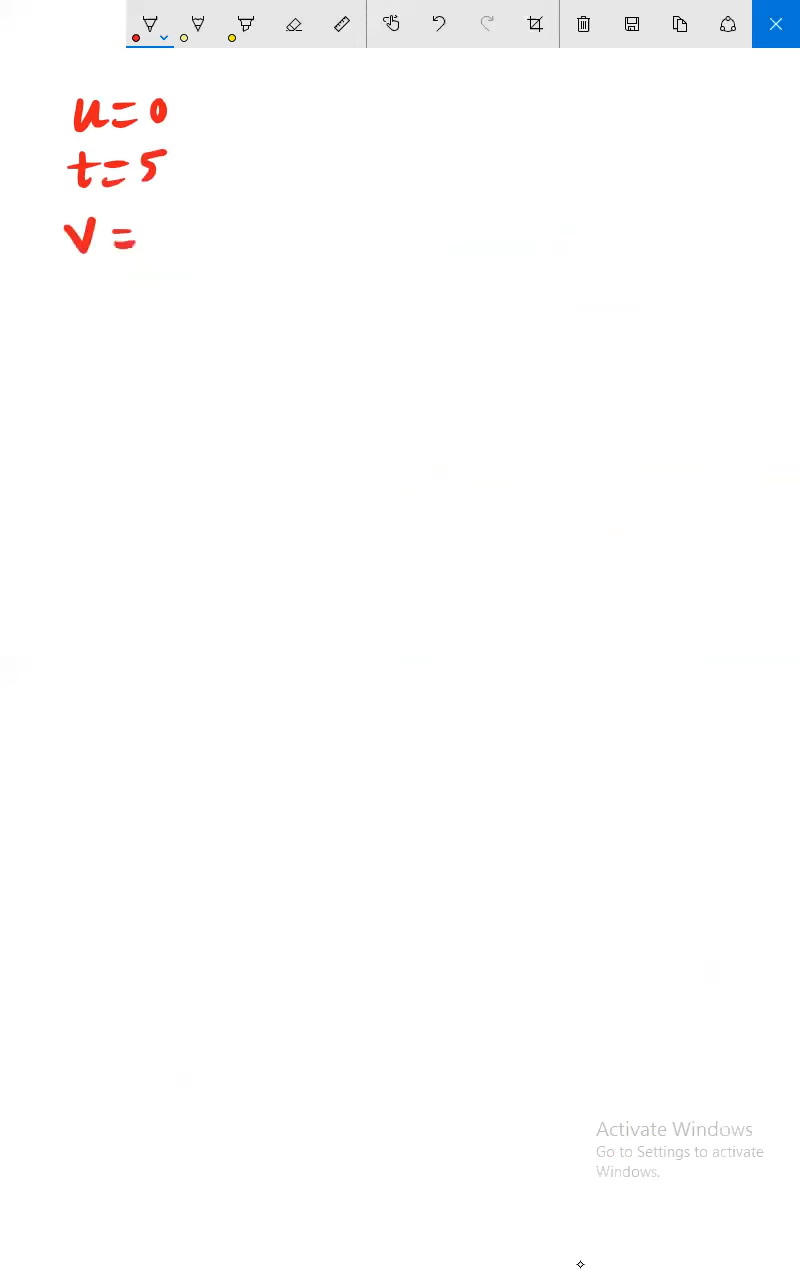 u=0
t=5
v=
Activate Windows
Go to Settings to activate
Windows.